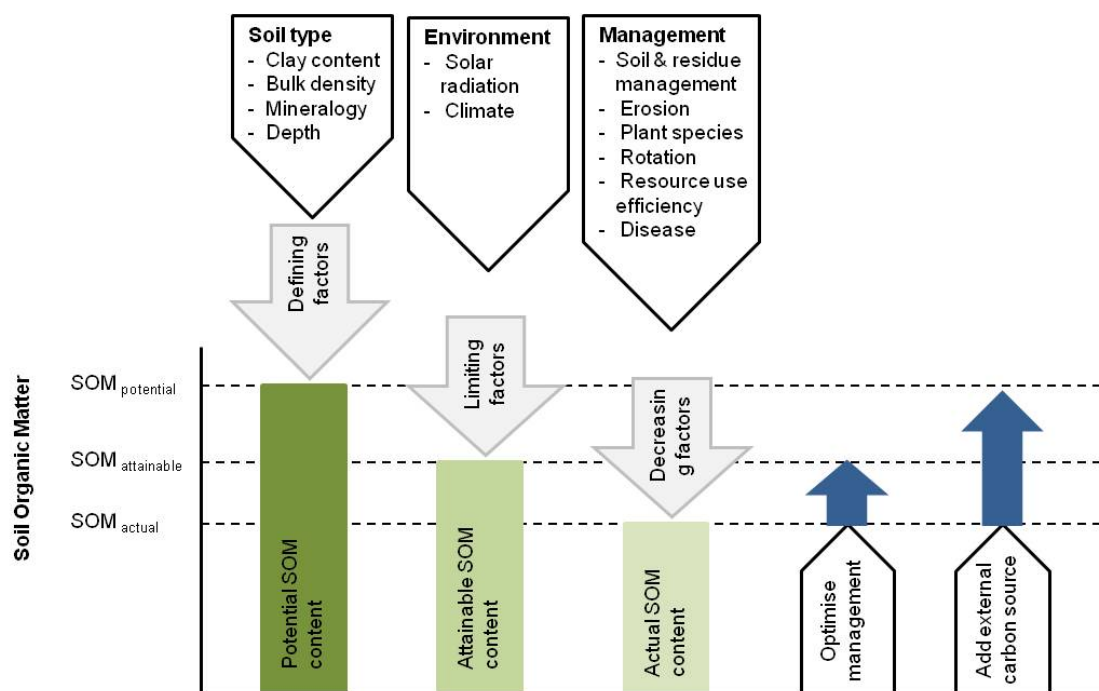 Soil type
- Clay content
- Bulk density
- Mineralogy
- Depth
Environment
- Solar
radiation
- Climate
Management
- Soil & residue
management
- Erosion
- Plant species
- Rotation
- Resource use
efficiency
- Disease
Defining
factors
Limiting
factors
Decreasin
g factors
Soil Organic Matter
SOM potential
SOM attainable
SOM actual
Potential SOM
content
Attainable SOM
content
Actual SOM
content
Optimise
management
Add external
carbon source